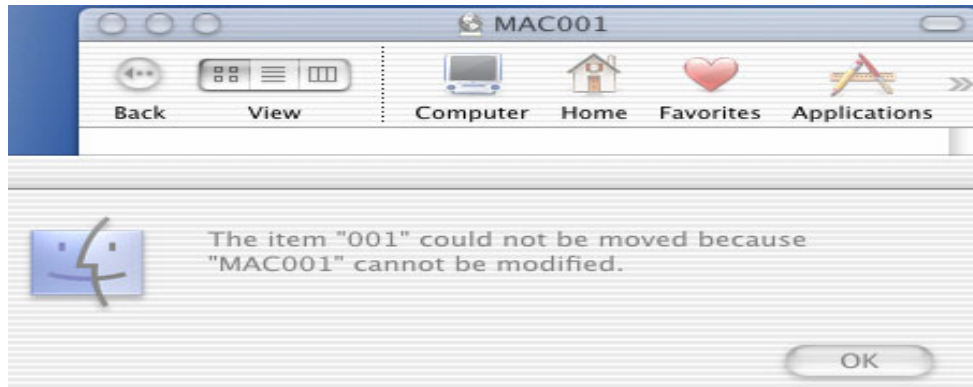 MAC001
Back View Computer Home Favorites Applications
The item "001" could not be moved because
"MAC001" cannot be modified.
OK